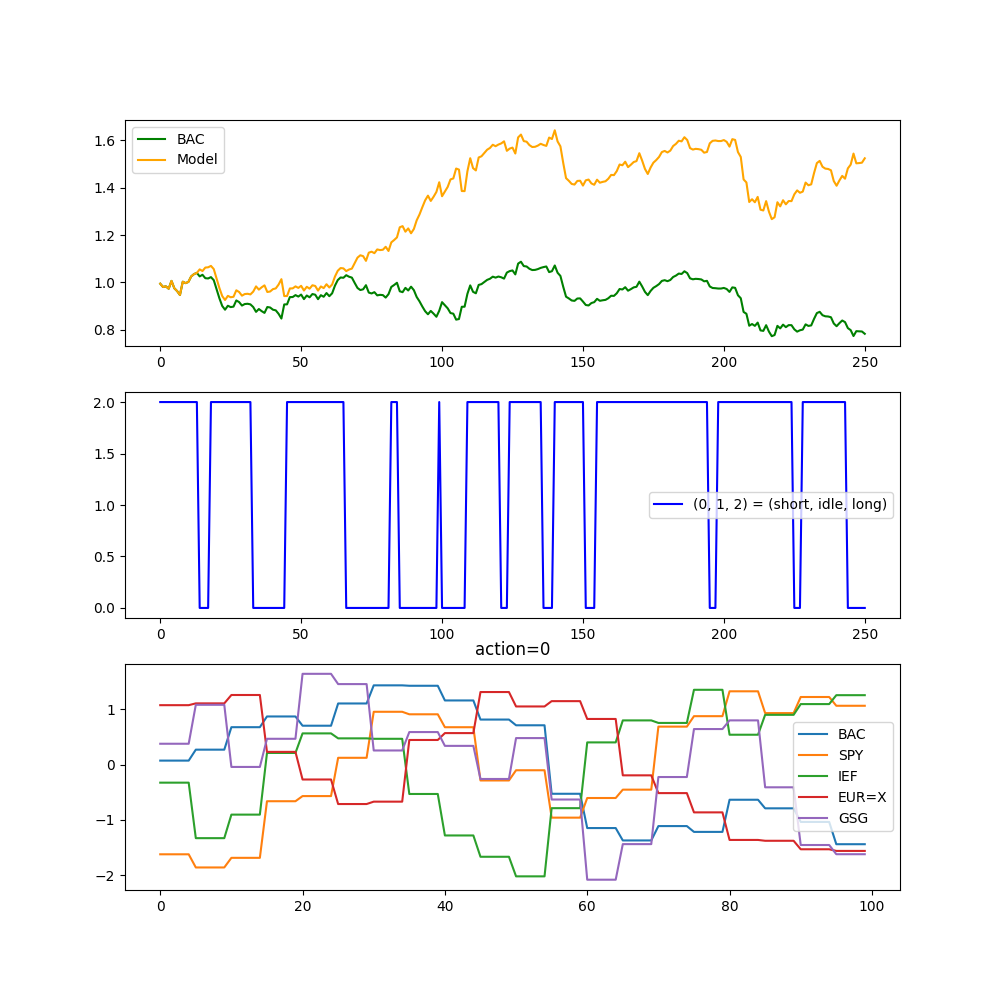 1.6
1.4
1.2
1.0
0.8
BAC
Model
0 50 100 150 200 250
2.0
1.5
1.0
0.5
0.0
(0, 1, 2) = (short, idle, long)
0 50 100 150 200 250
action=0
1
0
−1
−2
BAC
SPY
IEF
EUR=X
GSG
0 20 40 60 80 100